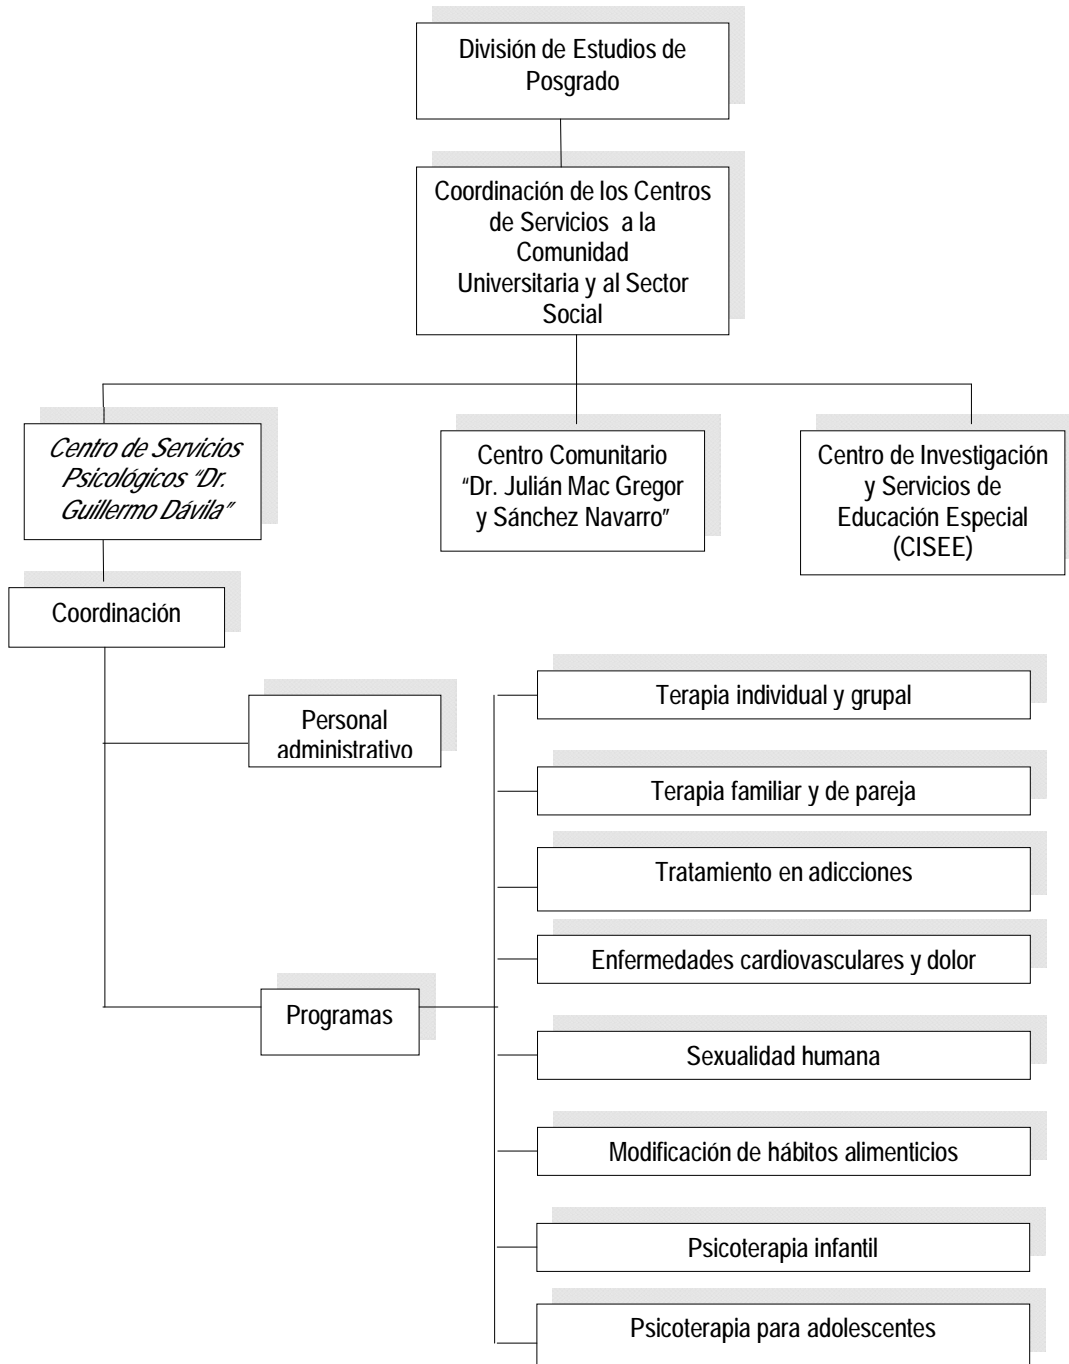 División de Estudios de
Posgrado
Coordinación de los Centros
de Servicios a la
Comunidad
Universitaria y al Sector
Social
Centro de Servicios
Psicológicos “Dr.
Guillermo Dávila”
Centro Comunitario
“Dr. Julián Mac Gregor
y Sánchez Navarro”
Centro de Investigación
y Servicios de
Educación Especial
(CISEE)
Coordinación
Personal
administrativo
Programas
Terapia individual y grupal
Terapia familiar y de pareja
Tratamiento en adicciones
Enfermedades cardiovasculares y dolor
Sexualidad humana
Modificación de hábitos alimenticios
Psicoterapia infantil
Psicoterapia para adolescentes